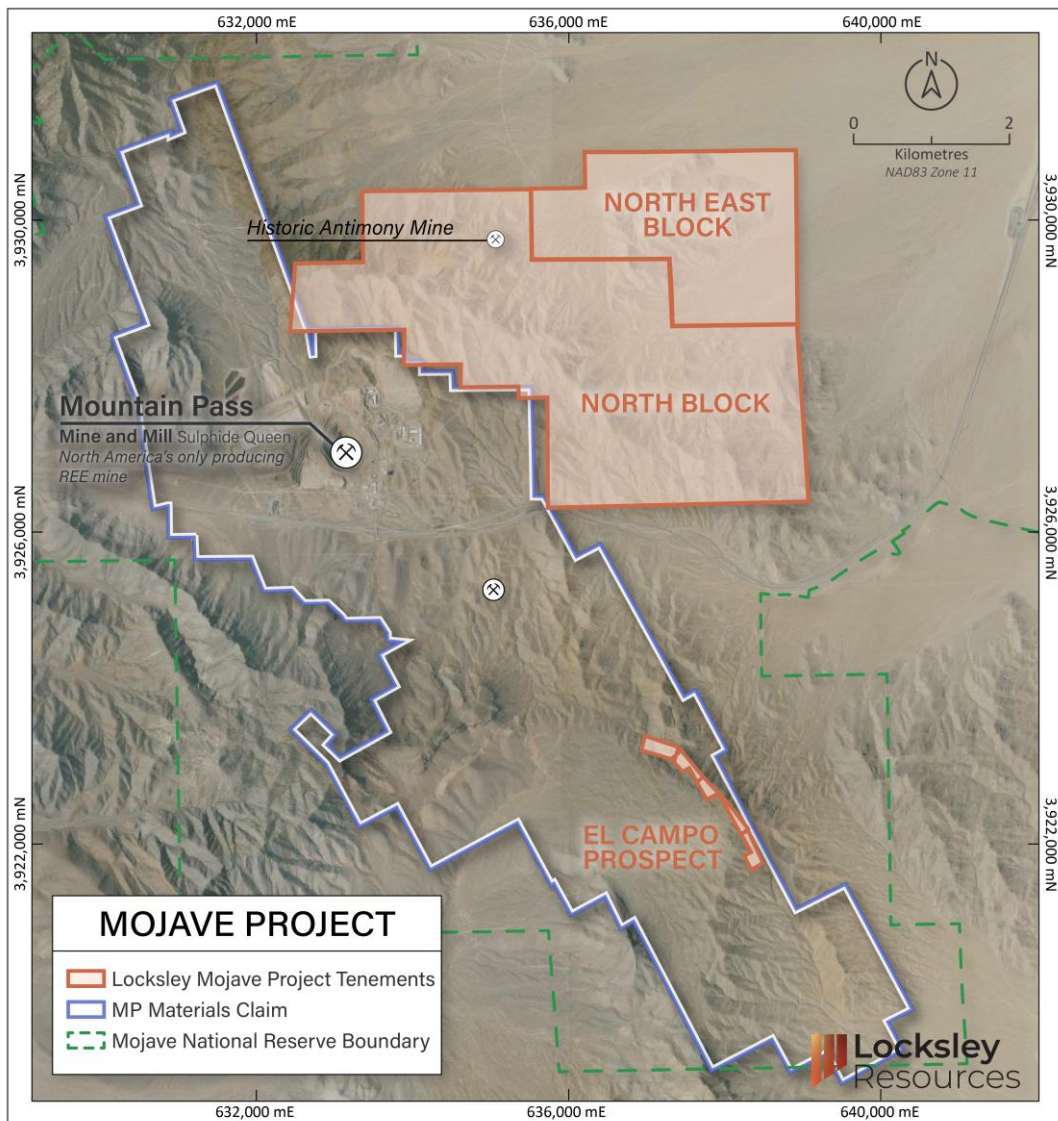 632,000 mE
636,000 mE
640,000 mE
N
0
2
Kilometres
NAD83 Zone 11
3,930,000 mN
3,930,000 mN
NORTH EAST
BLOCK
Historic Antimony Mine
NORTH BLOCK
Mountain Pass
Mine and Mill Sulphide Queen
North America's only producing
REE mine
3,926,000 mN
3,926,000 mN
EL CAMPO
PROSPECT
3,922,000 mN
3,922,000 mN
MOJAVE PROJECT
Locksley Mojave Project Tenements
MP Materials Claim
Mojave National Reserve Boundary
Locksley
Resources
632,000 mE
636,000 mE
640,000 mE